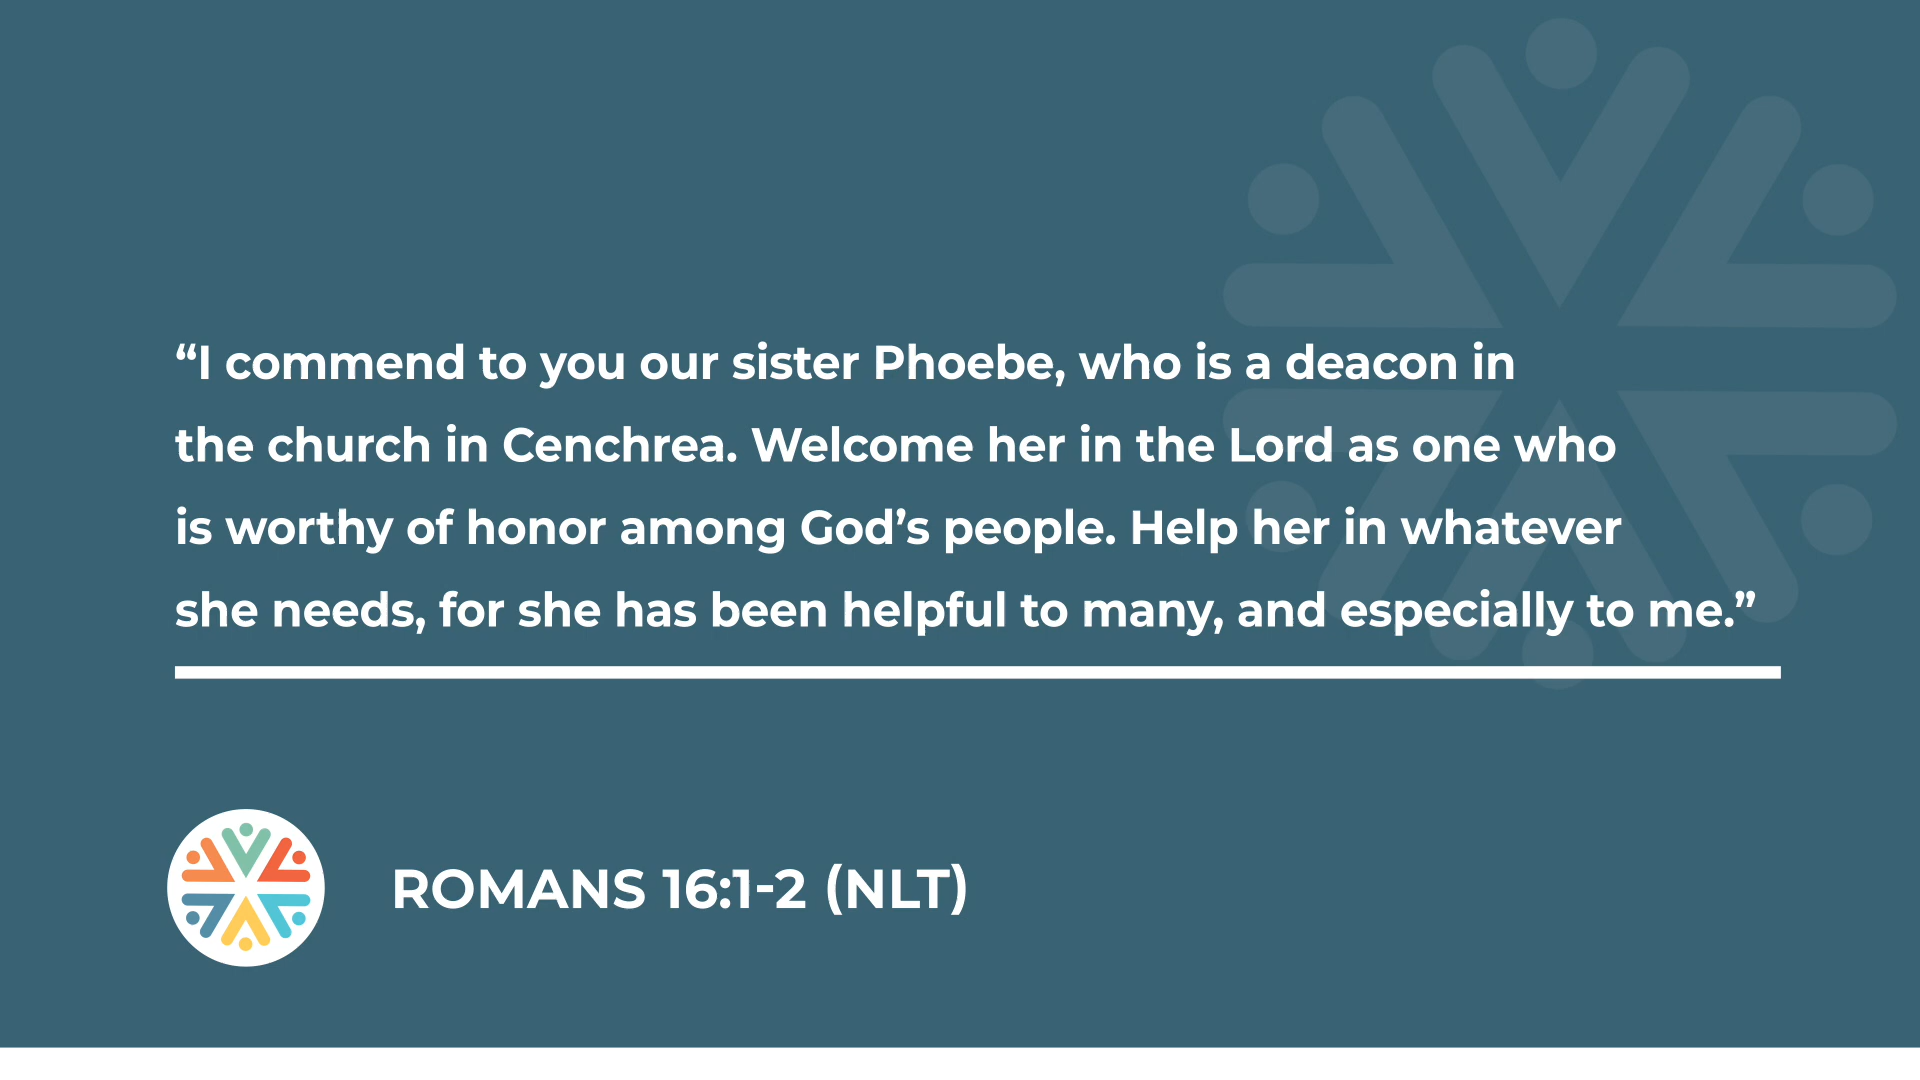 “I commend to you our sister Phoebe, who is a deacon in
the church in Cenchrea. Welcome her in the Lord as one who
is worthy of honor among God’s people. Help her in whatever
she needs, for she has been helpful to many, and especially to me.”
ROMANS 16:1-2 (NLT)